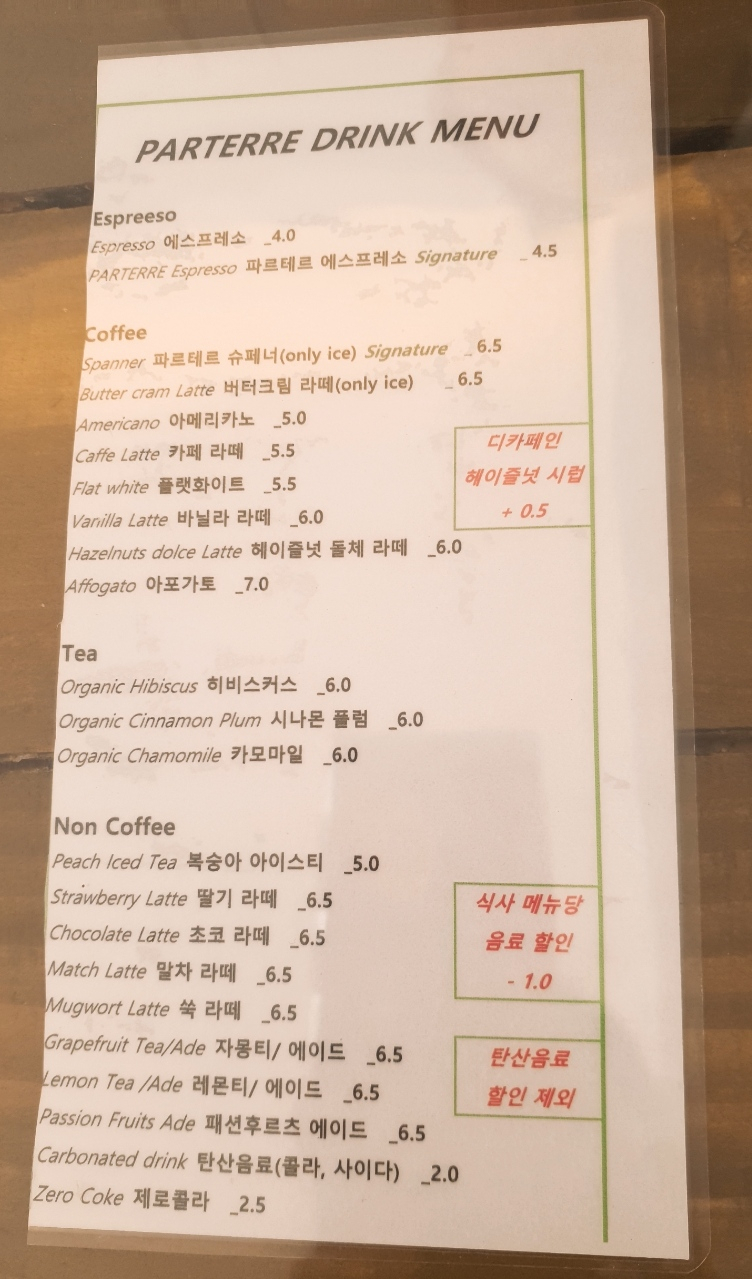 PARTERRE DRINK MENU
Espreeso
Espresso 에스프레소 _4.0
PARTERRE Espresso 파르테르 에스프레소 Signature _ 4.5
Coffee
Spanner 파르테르 슈페너(only ice) Signature _ 6.5
Butter cram Latte 버터크림 라떼(only ice) _ 6.5
Americano 아메리카노 _5.0
Caffe Latte 카페 라떼 _5.5
Flat white 플랫화이트 _5.5
Vanilla Latte 바닐라 라떼 _6.0
Hazelnuts dolce Latte 헤이즐넛 돌체 라떼 _6.0
Affogato 아포가토 _7.0
디카페인
헤이즐넛 시럽
+ 0.5
Tea
Organic Hibiscus 히비스커스 _6.0
Organic Cinnamon Plum 시나몬 플럼 _6.0
Organic Chamomile 카모마일 _6.0
Non Coffee
Peach Iced Tea 복숭아 아이스티 _5.0
Strawberry Latte 딸기 라떼 _6.5
Chocolate Latte 초코 라떼 _6.5
Match Latte 말차 라떼 _6.5
Mugwort Latte 쑥 라떼 _6.5
Grapefruit Tea/Ade 자몽티/ 에이드 _6.5
Lemon Tea /Ade 레몬티/ 에이드 _6.5
Passion Fruits Ade 패션후르츠 에이드 _6.5
Carbonated drink 탄산음료(콜라, 사이다) _2.0
Zero Coke 제로콜라 _2.5
식사 메뉴당
음료 할인
- 1.0
탄산음료
할인 제외